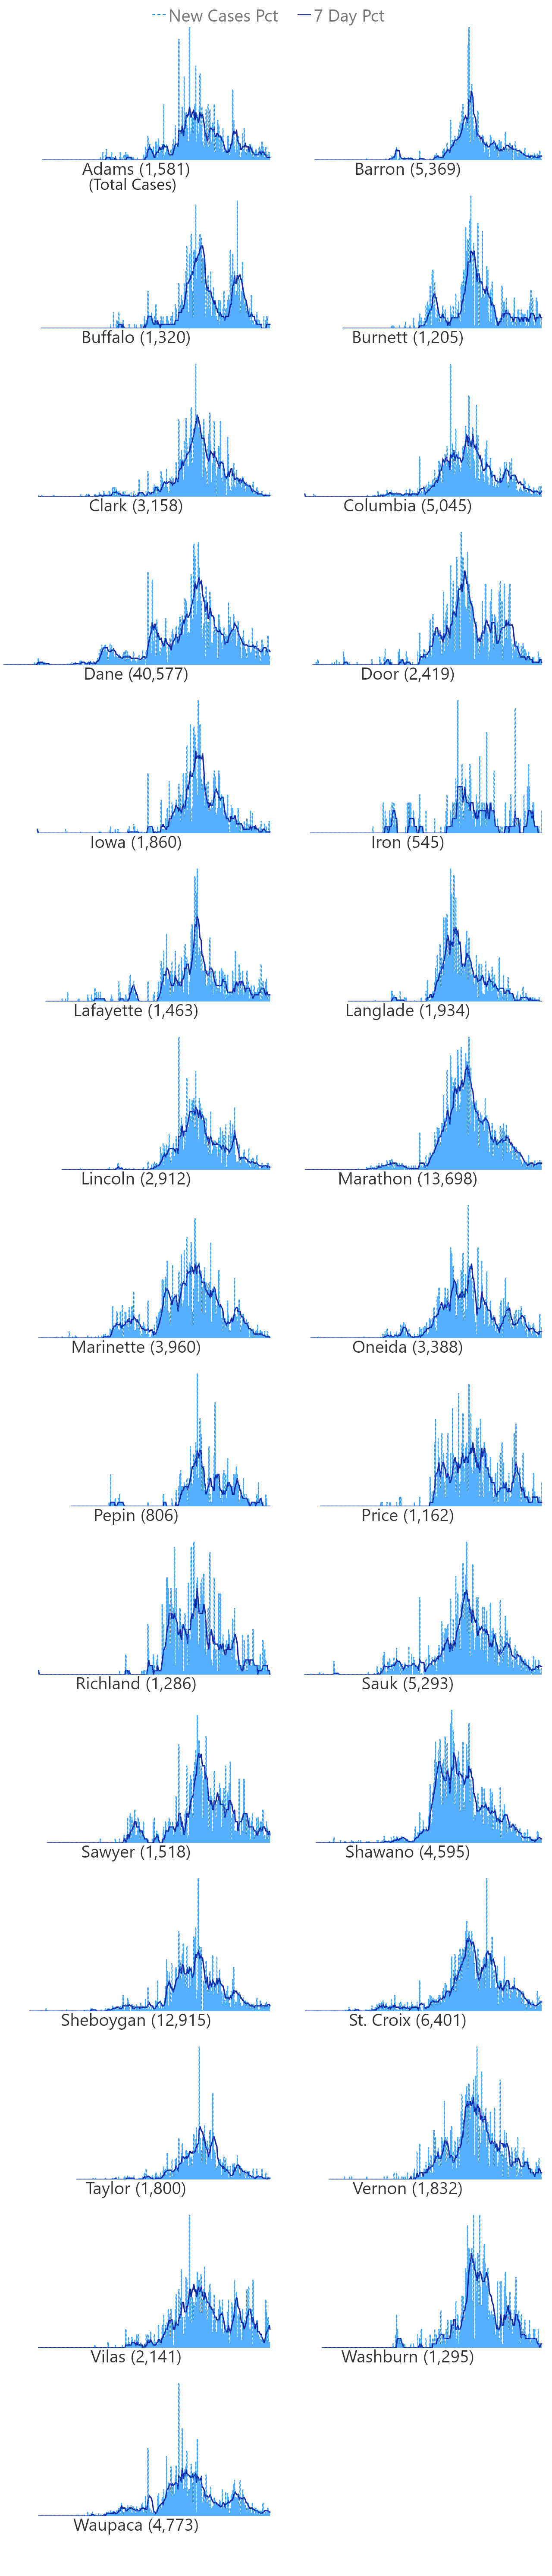 New Cases Pct 7 Day Pct
Adams (1,581) Barron (5,369)
(Total Cases)
Buffalo (1,320) Burnett (1,205)
Clark (3,158) Columbia (5,045)
Dane (40,577) Door (2,419)
Iowa (1,860) Iron (545)
Lafayette (1,463) Langlade (1,934)
Lincoln (2,912) Marathon (13,698)
Marinette (3,960) Oneida (3,388)
Pepin (806) Price (1,162)
Richland (1,286) Sauk (5,293)
Sawyer (1,518) Shawano (4,595)
Sheboygan (12,915) St. Croix (6,401)
Taylor (1,800) Vernon (1,832)
Vilas (2,141) Washburn (1,295)
Waupaca (4,773)